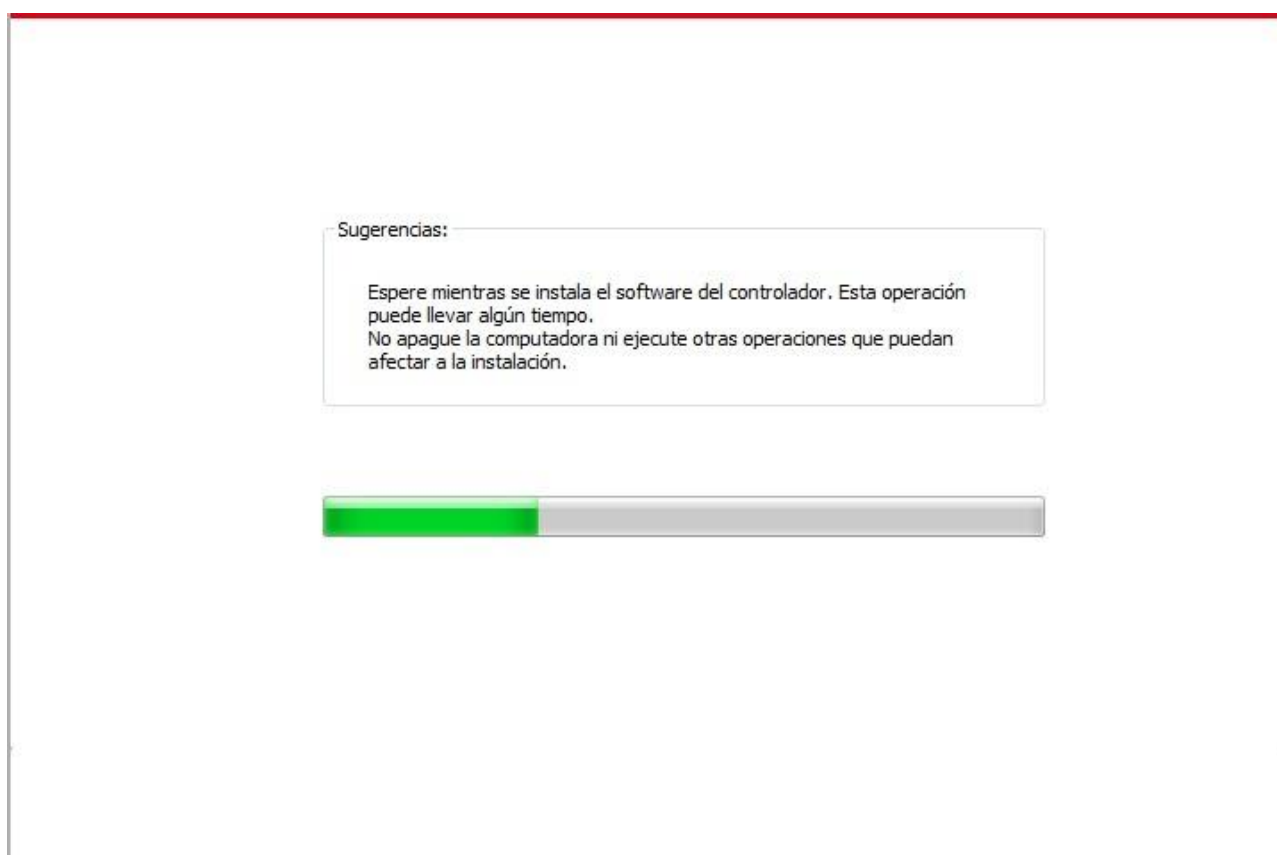 Sugerencias:
Espere mientras se instala el software del controlador. Esta operación
puede llevar algún tiempo.
No apague la computadora ni ejecute otras operaciones que puedan
afectar a la instalación.